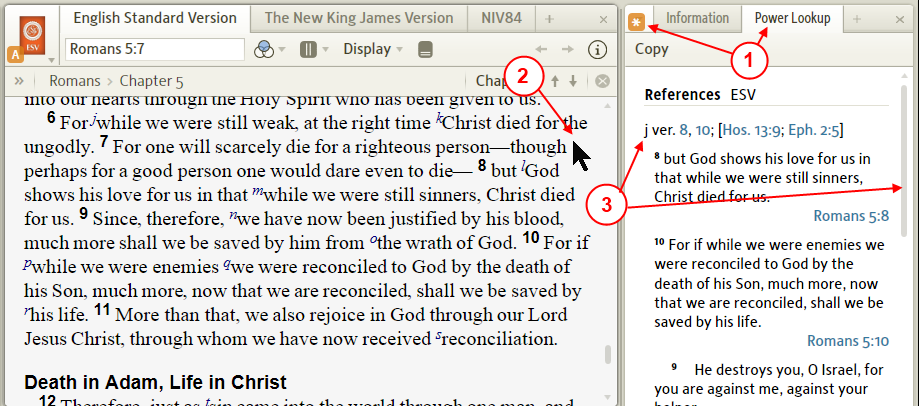 English Standard Version
The New King James Version
NIV84
+
×
ESV
A
Romans 5:7
Display
»
Romans > Chapter 5
Chap
into our hearts through the Holy Spirit who has been given to us.
6 For jwhile we were still weak, at the right time kChrist died for the
ungodly. 7 For one will scarcely die for a righteous person—though
perhaps for a good person one would dare even to die— 8 but lGod
shows his love for us in that mwhile we were still sinners, Christ died
for us. 9 Since, therefore, nwe have now been justified by his blood,
much more shall we be saved by him from othe wrath of God. 10 For if
pwhile we were enemies qwe were reconciled to God by the death of
his Son, much more, now that we are reconciled, shall we be saved by
rhis life. 11 More than that, we also rejoice in God through our Lord
Jesus Christ, through whom we have now received sreconciliation.
Death in Adam, Life in Christ
12 Therefore, just as sin came into the world through one man, and
2
Information
Power Lookup
+
×
Copy
1
References ESV
j ver. 8, 10; [Hos. 13:9; Eph. 2:5]
8 but God shows his love for us in
that while we were still sinners,
Christ died for us.
Romans 5:8
3
10 For if while we were enemies we
were reconciled to God by the
death of his Son, much more, now
that we are reconciled, shall we be
saved by his life.
Romans 5:10
9 He destroys you, O Israel, for
you are against me, against your
helper.